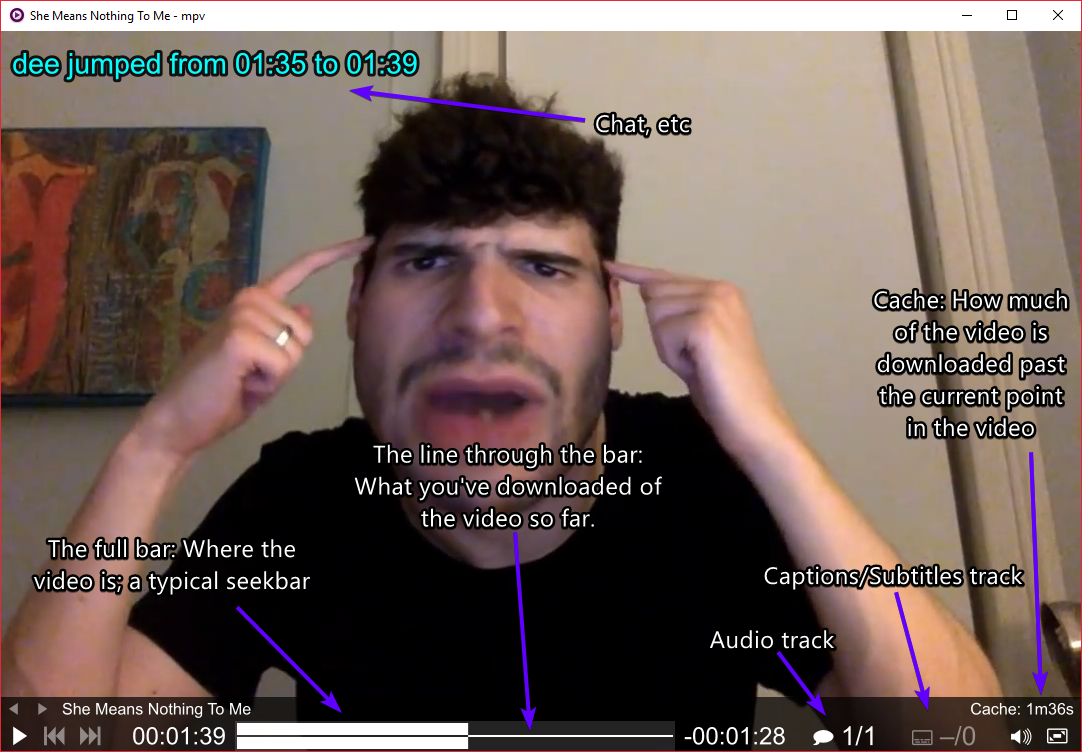 She Means Nothing To Me - mpv
dee jumped from 01:35 to 01:39
Chat, etc
Cache: How much
of the video is
downloaded past
the current point
in the video
The line through the bar:
What you've downloaded of
the video so far.
The full bar: Where the
video is; a typical seekbar
Captions/Subtitles track
Audio track
She Means Nothing To Me
Cache: 1m36s
00:01:39
-00:01:28
1/1
–/0